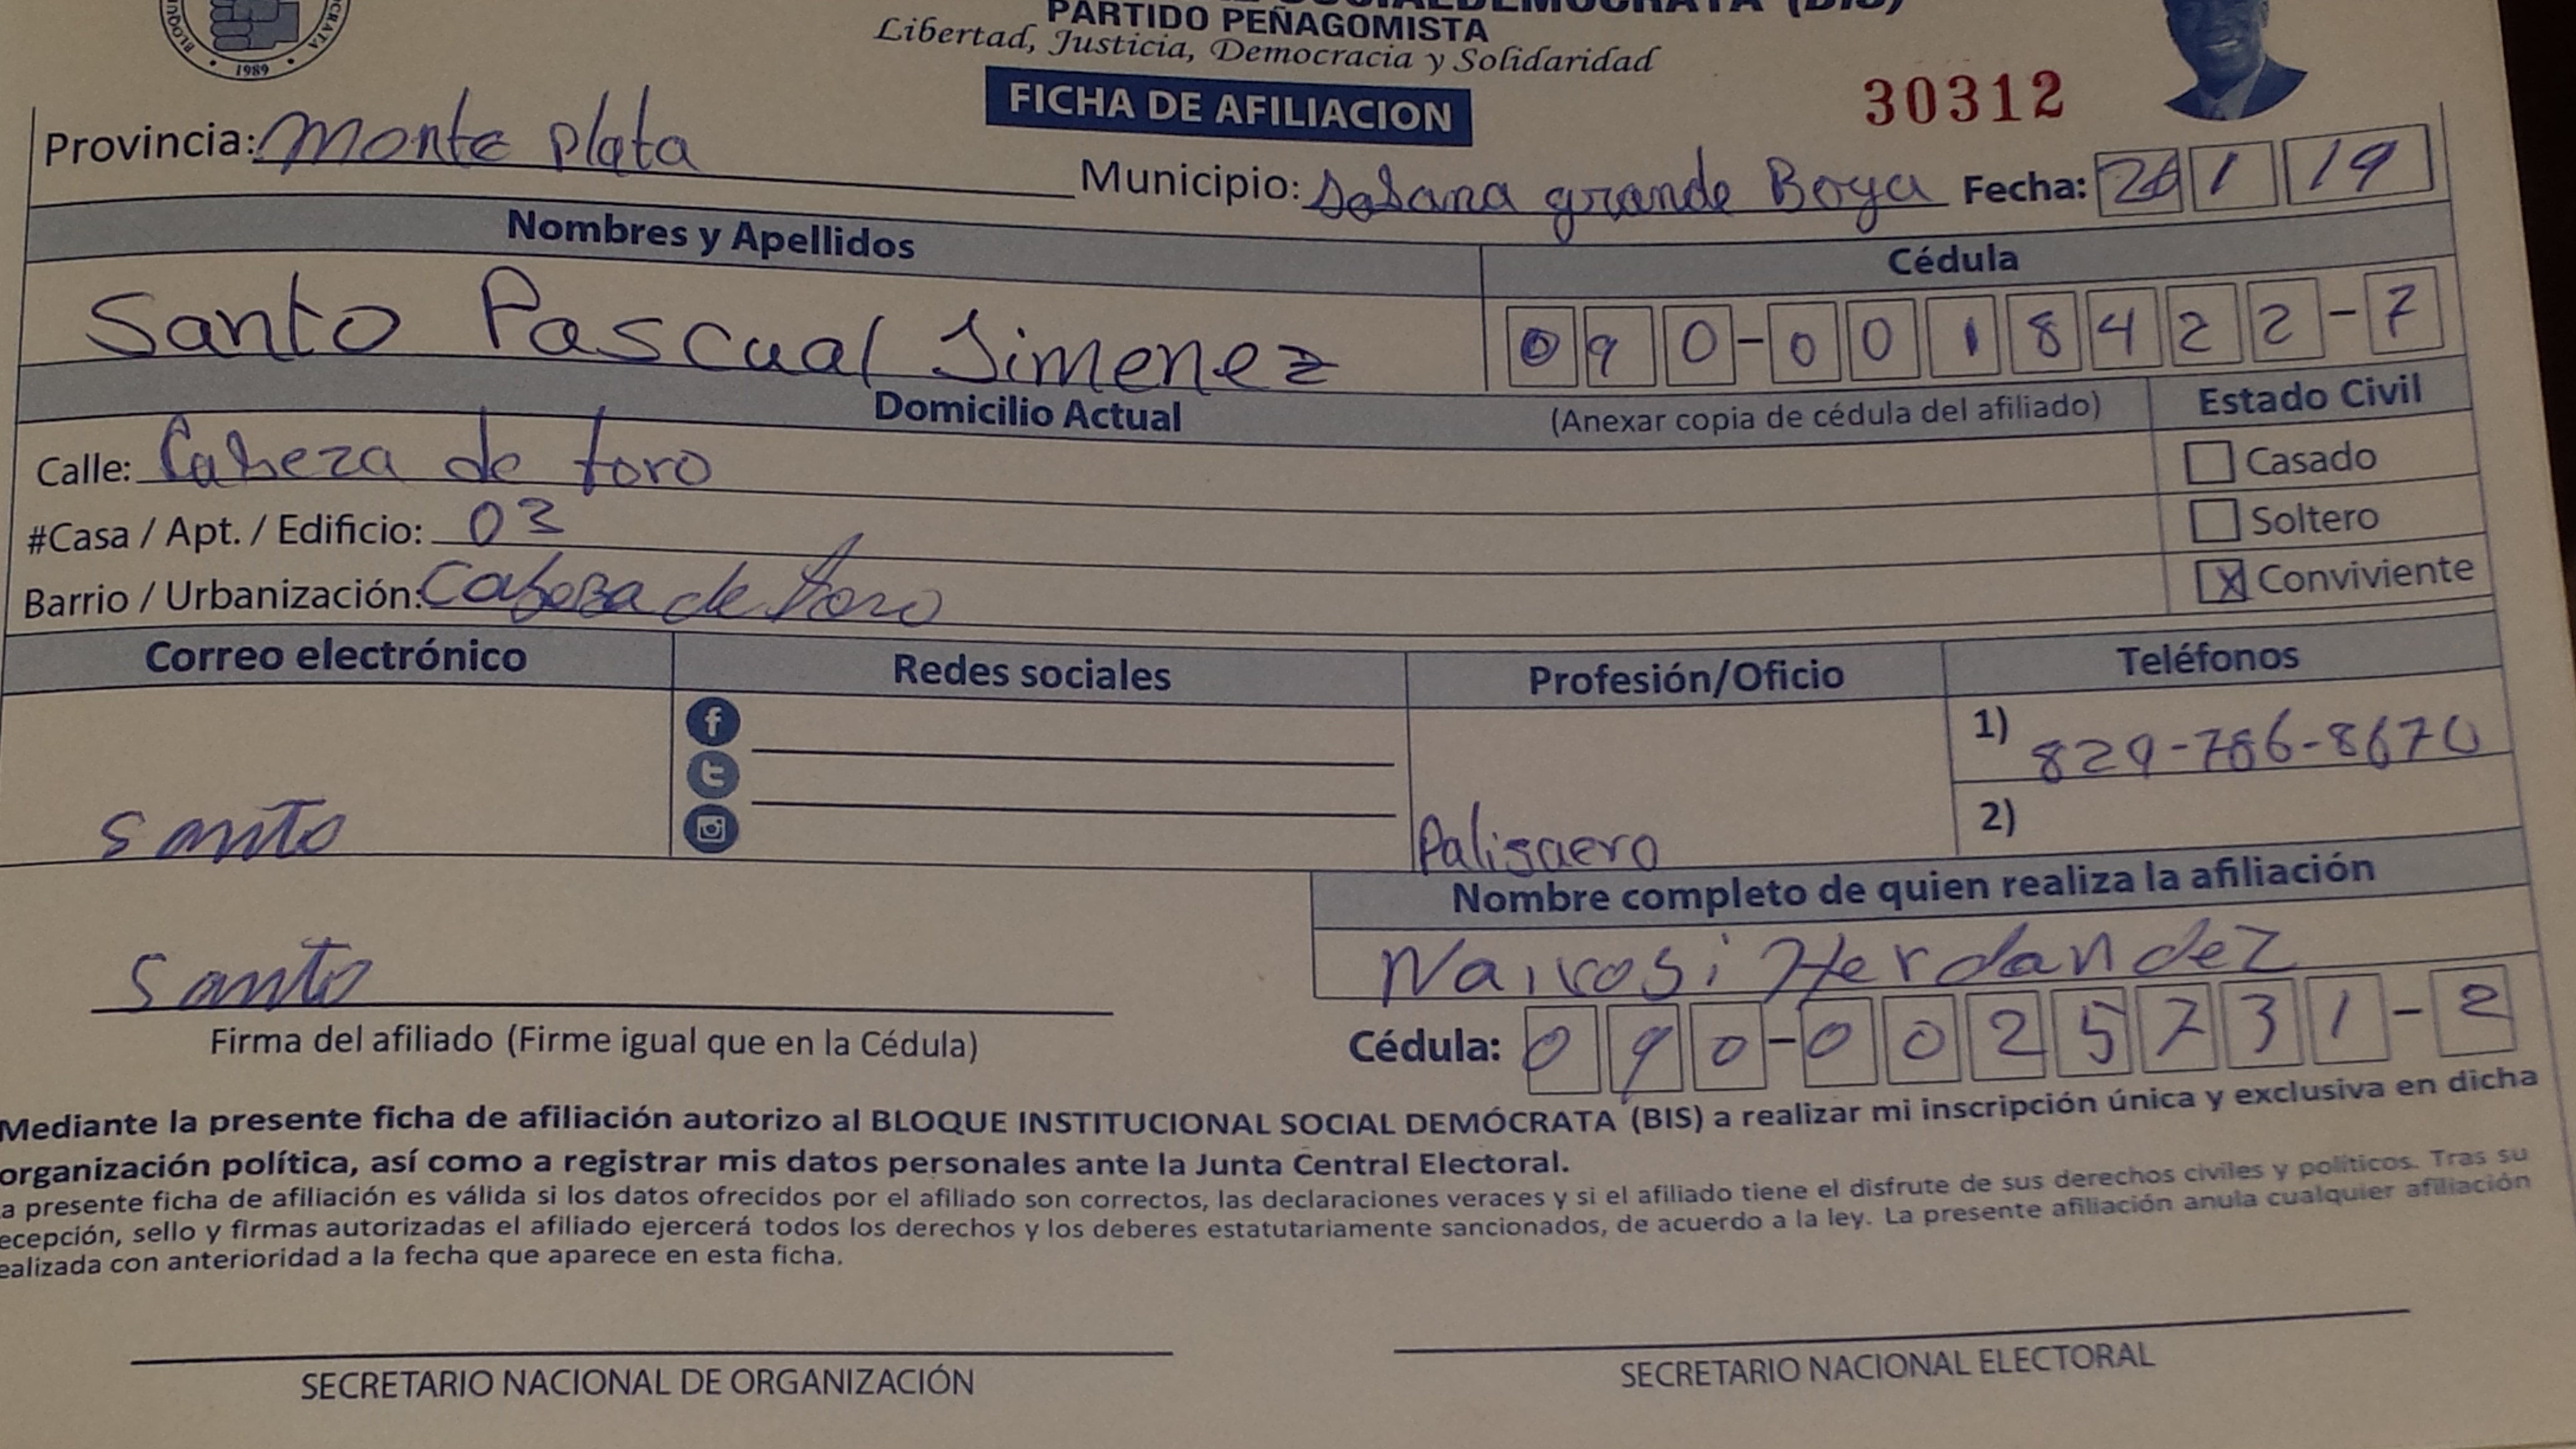 PARTIDO PEÑAGOMISTA
Libertad, Justicia, Democracia y Solidaridad
1989
FICHA DE AFILIACION
30312
Provincia: Monte plata
Municipio: Sabana grande Boya Fecha: 26 1 19
Nombres y Apellidos
Cédula
Santo Pascual Jimenez
090-0018422-7
Domicilio Actual
(Anexar copia de cédula del afiliado)
Estado Civil
Calle: Cabeza de toro
Casado
#Casa / Apt. / Edificio: 03
Soltero
Barrio / Urbanización: Cabeza de toro
X Conviviente
Correo electrónico
Redes sociales
Profesión/Oficio
Teléfonos
1) 829-786-8670
2)
Santo
Nombre completo de quien realiza la afiliación
Santo
Firma del afiliado (Firme igual que en la Cédula)
Cédula: 090-0025731-2
Mediante la presente ficha de afiliación autorizo al BLOQUE INSTITUCIONAL SOCIAL DEMÓCRATA (BIS) a realizar mi inscripción única y exclusiva en dicha
organización política, así como a registrar mis datos personales ante la Junta Central Electoral.
a presente ficha de afiliación es válida si los datos ofrecidos por el afiliado son correctos, las declaraciones veraces y si el afiliado tiene el disfrute de sus derechos civiles y políticos. Tras su
ecepción, sello y firmas autorizadas el afiliado ejercerá todos los derechos y los deberes estatutariamente sancionados, de acuerdo a la ley. La presente afiliación anula cualquier afiliación
ealizada con anterioridad a la fecha que aparece en esta ficha.
SECRETARIO NACIONAL DE ORGANIZACIÓN
SECRETARIO NACIONAL ELECTORAL